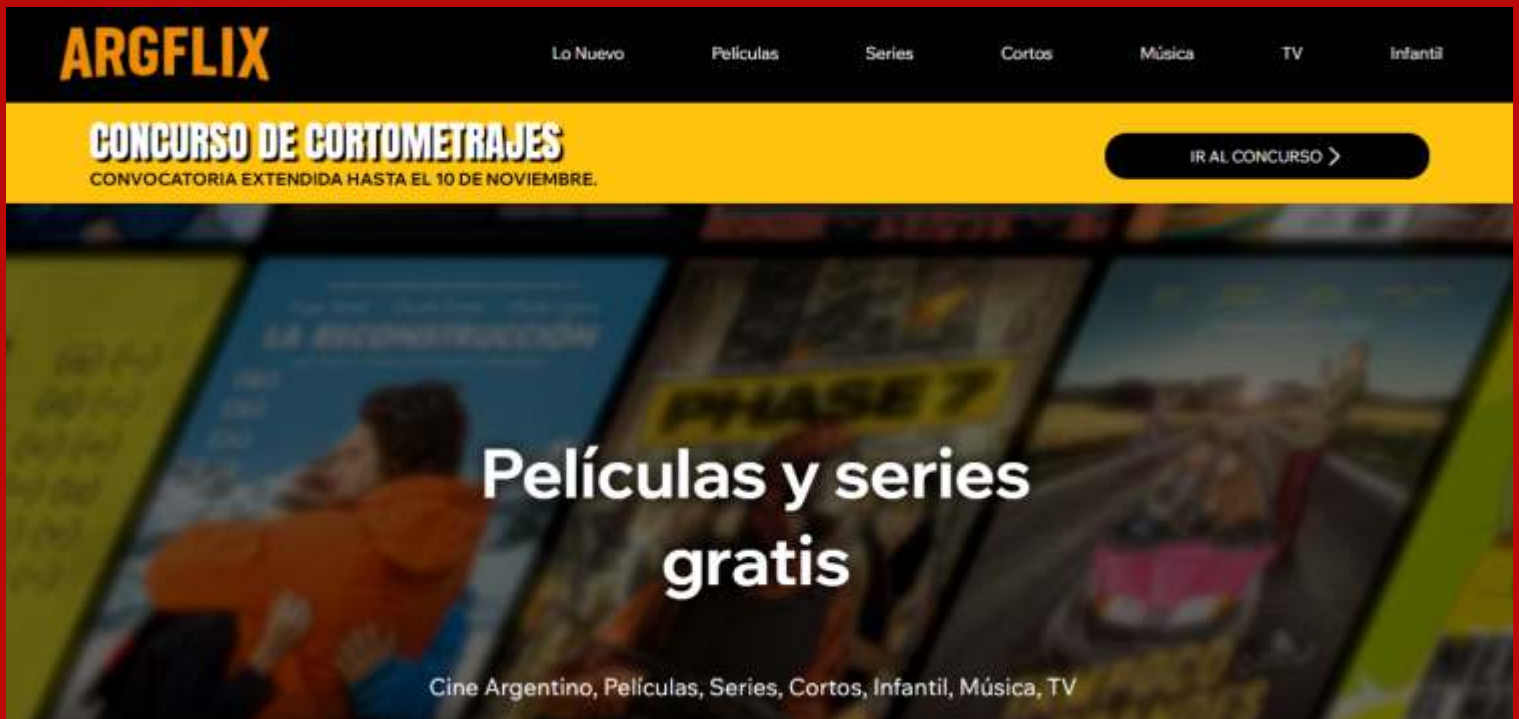 ARGFLIX
Lo Nuevo Películas Series Cortos Música TV Infantil
CONCURSO DE CORTOMETRAJES
CONVOCATORIA EXTENDIDA HASTA EL 10 DE NOVIEMBRE.
IR AL CONCURSO
LA RECONSTRUCCIÓN
PHASE 7
Películas y series
gratis
Cine Argentino, Películas, Series, Cortos, Infantil, Música, TV